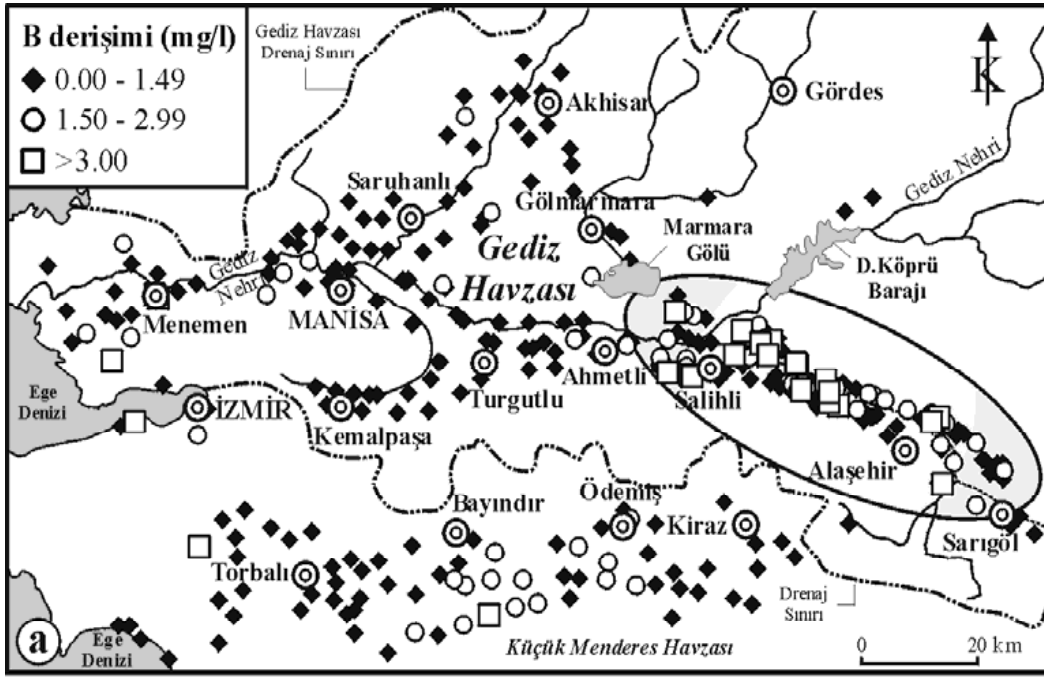 B derişimi (mg/l)
0.00 - 1.49
1.50 - 2.99
>3.00
Gediz Havzası
Drenaj Sınırı
Akhisar
Gördes
K
Gediz Nehri
Saruhanlı
Gölmarmara
Marmara
Gölü
D.Köprü
Barajı
Gediz
Havzası
Gediz
Nehri
Menemen
MANİSA
Ahmetli
Salihli
Turgutlu
Ege
Denizi
İZMİR
Kemalpaşa
Alaşehir
Bayındır
Ödemiş
Kiraz
Sarıgöl
Torbalı
Drenaj
Sınırı
a
Ege
Denizi
Küçük Menderes Havzası
0 20 km